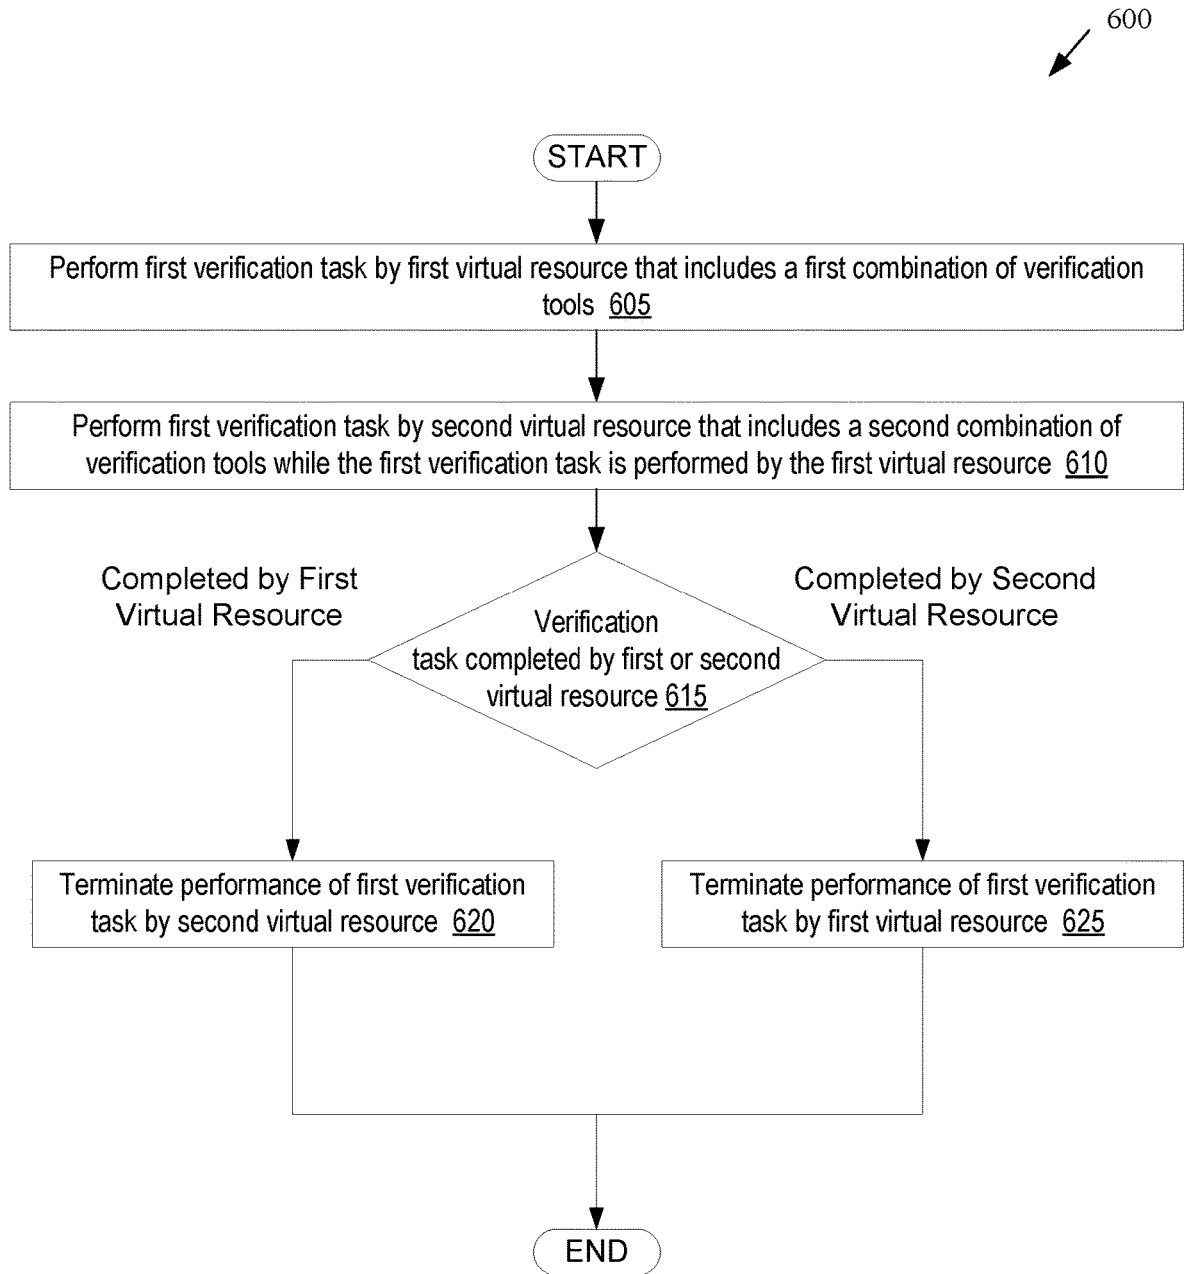 600
START
Perform first verification task by first virtual resource that includes a first combination of verification
tools 605
Perform first verification task by second virtual resource that includes a second combination of
verification tools while the first verification task is performed by the first virtual resource 610
Completed by First
Virtual Resource
Completed by Second
Virtual Resource
Verification
task completed by first or second
virtual resource 615
Terminate performance of first verification
task by second virtual resource 620
Terminate performance of first verification
task by first virtual resource 625
END